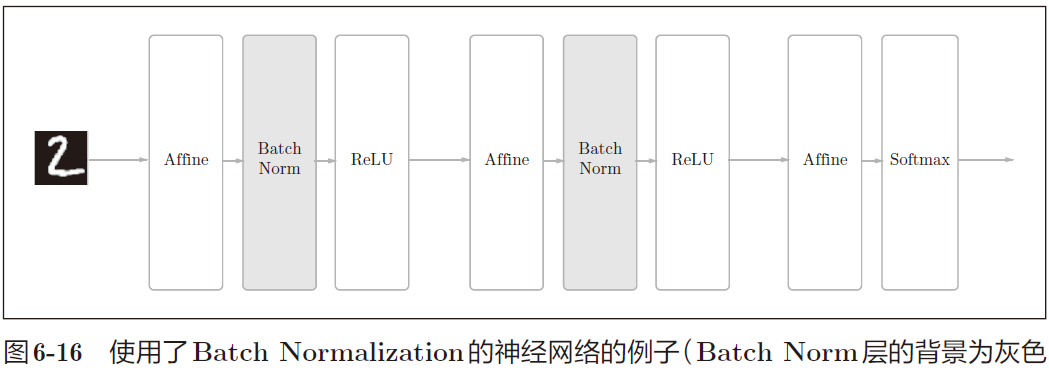 2
Affine
Batch
Norm
ReLU
Affine
Batch
Norm
ReLU
Affine
Softmax
图6-16 使用了Batch Normalization的神经网络的例子(Batch Norm层的背景为灰色